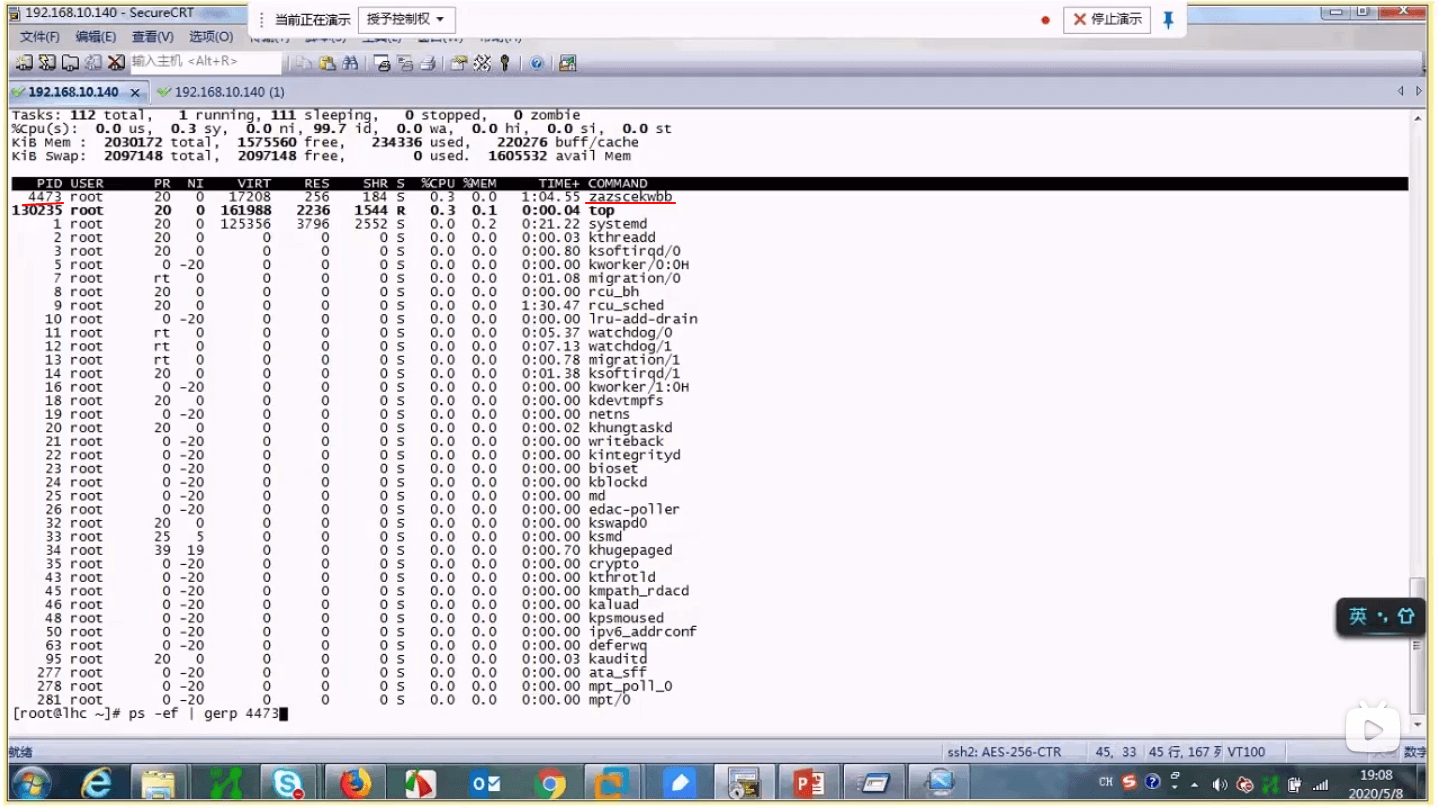 192.168.10.140 - SecureCRT
当前正在演示 授予控制权
停止演示
文件(F) 编辑(E) 查看(V) 选项(O)
输入主机 <Alt+R>
192.168.10.140 192.168.10.140 (1)
Tasks: 112 total, 1 running, 111 sleeping, 0 stopped, 0 zombie
%Cpu(s): 0.0 us, 0.3 sy, 0.0 ni, 99.7 id, 0.0 wa, 0.0 hi, 0.0 si, 0.0 st
KiB Mem : 2030172 total, 1575560 free, 234336 used, 220276 buff/cache
KiB Swap: 2097148 total, 2097148 free, 0 used. 1605532 avail Mem
PID USER PR NI VIRT RES SHR S %CPU %MEM TIME+ COMMAND
4473 root 20 0 17208 256 184 S 0.3 0.0 1:04.55 zazscekwbb
130235 root 20 0 161988 2236 1544 R 0.3 0.1 0:00.04 top
1 root 20 0 125356 3796 2552 S 0.0 0.2 0:21.22 systemd
2 root 20 0 0 0 0 S 0.0 0.0 0:00.03 kthreadd
3 root 20 0 0 0 0 S 0.0 0.0 0:00.80 ksoftirqd/0
5 root 0 -20 0 0 0 S 0.0 0.0 0:00.00 kworker/0:0H
7 root rt 0 0 0 0 S 0.0 0.0 0:01.08 migration/0
8 root 20 0 0 0 0 S 0.0 0.0 0:00.00 rcu_bh
9 root 20 0 0 0 0 S 0.0 0.0 1:30.47 rcu_sched
10 root 0 -20 0 0 0 S 0.0 0.0 0:00.00 lru-add-drain
11 root rt 0 0 0 0 S 0.0 0.0 0:05.37 watchdog/0
12 root rt 0 0 0 0 S 0.0 0.0 0:07.13 watchdog/1
13 root rt 0 0 0 0 S 0.0 0.0 0:00.78 migration/1
14 root 20 0 0 0 0 S 0.0 0.0 0:01.38 ksoftirqd/1
16 root 0 -20 0 0 0 S 0.0 0.0 0:00.00 kworker/1:0H
18 root 20 0 0 0 0 S 0.0 0.0 0:00.00 kdevtmpfs
19 root 0 -20 0 0 0 S 0.0 0.0 0:00.00 netns
20 root 20 0 0 0 0 S 0.0 0.0 0:00.02 khungtaskd
21 root 0 -20 0 0 0 S 0.0 0.0 0:00.00 writeback
22 root 0 -20 0 0 0 S 0.0 0.0 0:00.00 kintegrityd
23 root 0 -20 0 0 0 S 0.0 0.0 0:00.00 bioset
24 root 0 -20 0 0 0 S 0.0 0.0 0:00.00 kblockd
25 root 0 -20 0 0 0 S 0.0 0.0 0:00.00 md
26 root 0 -20 0 0 0 S 0.0 0.0 0:00.00 edac-poller
32 root 20 0 0 0 0 S 0.0 0.0 0:00.00 kswapd0
33 root 25 5 0 0 0 S 0.0 0.0 0:00.00 ksmd
34 root 39 19 0 0 0 S 0.0 0.0 0:00.70 khugepaged
35 root 0 -20 0 0 0 S 0.0 0.0 0:00.00 crypto
43 root 0 -20 0 0 0 S 0.0 0.0 0:00.00 kthrotld
45 root 0 -20 0 0 0 S 0.0 0.0 0:00.00 kmpath_rdacd
46 root 0 -20 0 0 0 S 0.0 0.0 0:00.00 kaluad
48 root 0 -20 0 0 0 S 0.0 0.0 0:00.00 kpsmoused
50 root 0 -20 0 0 0 S 0.0 0.0 0:00.00 ipv6_addrconf
63 root 0 -20 0 0 0 S 0.0 0.0 0:00.00 deferwq
95 root 20 0 0 0 0 S 0.0 0.0 0:00.03 kauditd
277 root 0 -20 0 0 0 S 0.0 0.0 0:00.00 ata_sff
278 root 0 -20 0 0 0 S 0.0 0.0 0:00.00 mpt_poll_0
281 root 0 -20 0 0 0 S 0.0 0.0 0:00.00 mpt/0
[root@lhc ~]# ps -ef | gerp 4473
英
就绪 ssh2: AES-256-CTR 45, 33 45 行, 167 列 VT100 数字
CH 19:08
2020/5/8